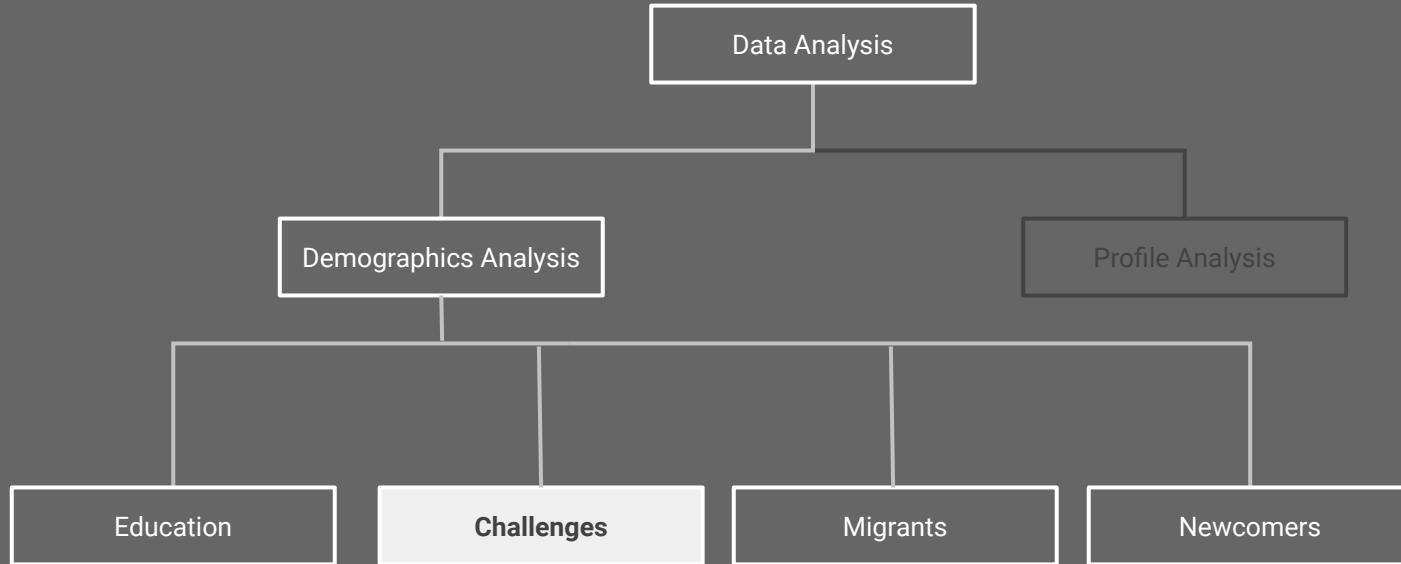 Data Analysis
Demographics Analysis
Profile Analysis
Education
Challenges
Migrants
Newcomers